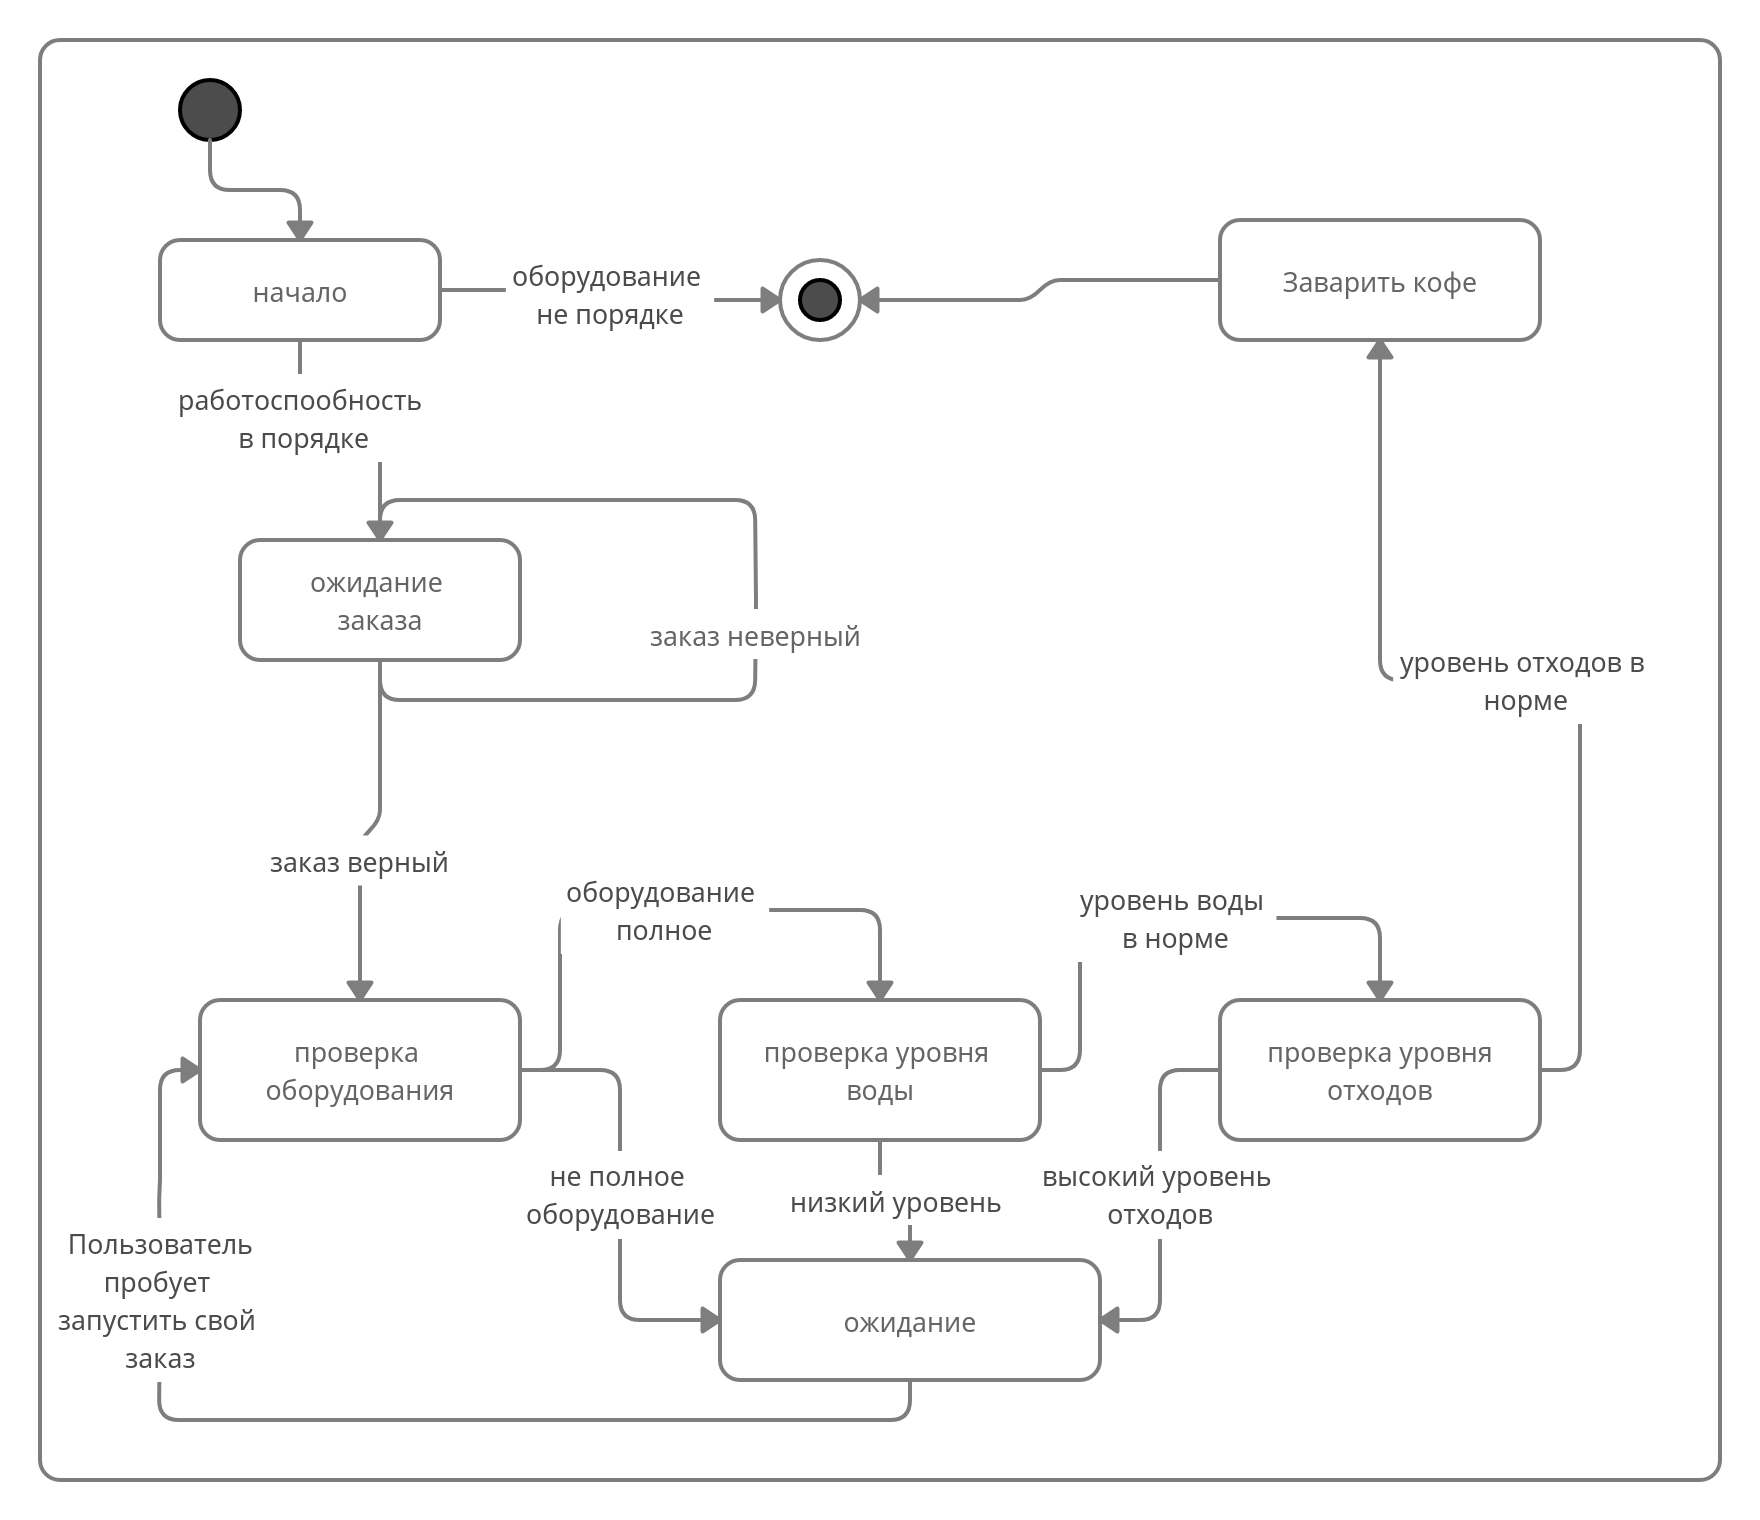 начало
оборудование
не порядке
Заварить кофе
работоспообность
в порядке
ожидание
заказа
заказ неверный
уровень отходов в
норме
заказ верный
оборудование
полное
уровень воды
в норме
проверка
оборудования
проверка уровня
воды
проверка уровня
отходов
не полное
оборудование
низкий уровень
высокий уровень
отходов
Пользователь
пробует
запустить свой
заказ
ожидание